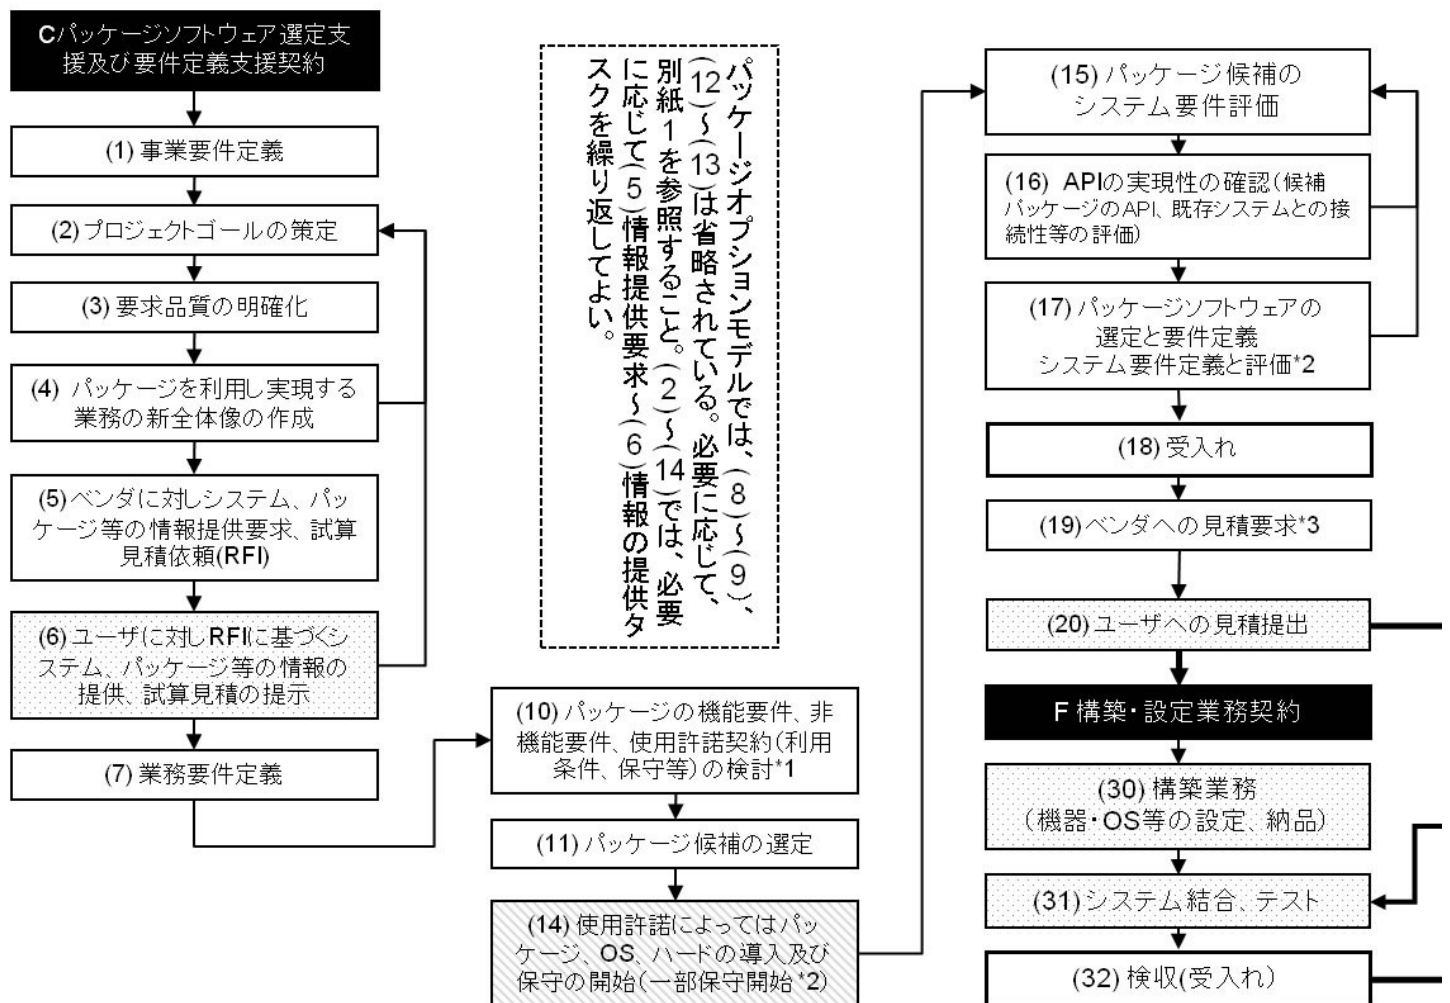 Cパッケージソフトウェア選定支
援及び要件定義支援契約
(1) 事業要件定義
(2) プロジェクトゴールの策定
(3) 要求品質の明確化
(4) パッケージを利用し実現する
業務の新全体像の作成
(5) ベンダに対しシステム、パッ
ケージ等の情報提供要求、試算
見積依頼(RFI)
(6) ユーザに対しRFIに基づくシ
ステム、パッケージ等の情報の
提供、試算見積の提示
(7) 業務要件定義
パッケージオプションモデルでは、(8)~(9)、
(12)~(13)は省略されている。必要に応じて、
別紙1を参照すること。(2)~(14)では、必要
に応じて(5)情報提供要求~(6)情報の提供タ
スクを繰り返してよい。
(10) パッケージの機能要件、非
機能要件、使用許諾契約(利用
条件、保守等)の検討*1
(11) パッケージ候補の選定
(14) 使用許諾によってはパッ
ケージ、OS、ハードの導入及び
保守の開始(一部保守開始*2)
(15) パッケージ候補の
システム要件評価
(16) APIの実現性の確認(候補
パッケージのAPI、既存システムとの接
続性等の評価)
(17) パッケージソフトウェアの
選定と要件定義
システム要件定義と評価*2
(18) 受入れ
(19) ベンダへの見積要求*3
(20) ユーザへの見積提出
F 構築・設定業務契約
(30) 構築業務
(機器・OS等の設定、納品)
(31) システム結合、テスト
(32) 検収(受入れ)